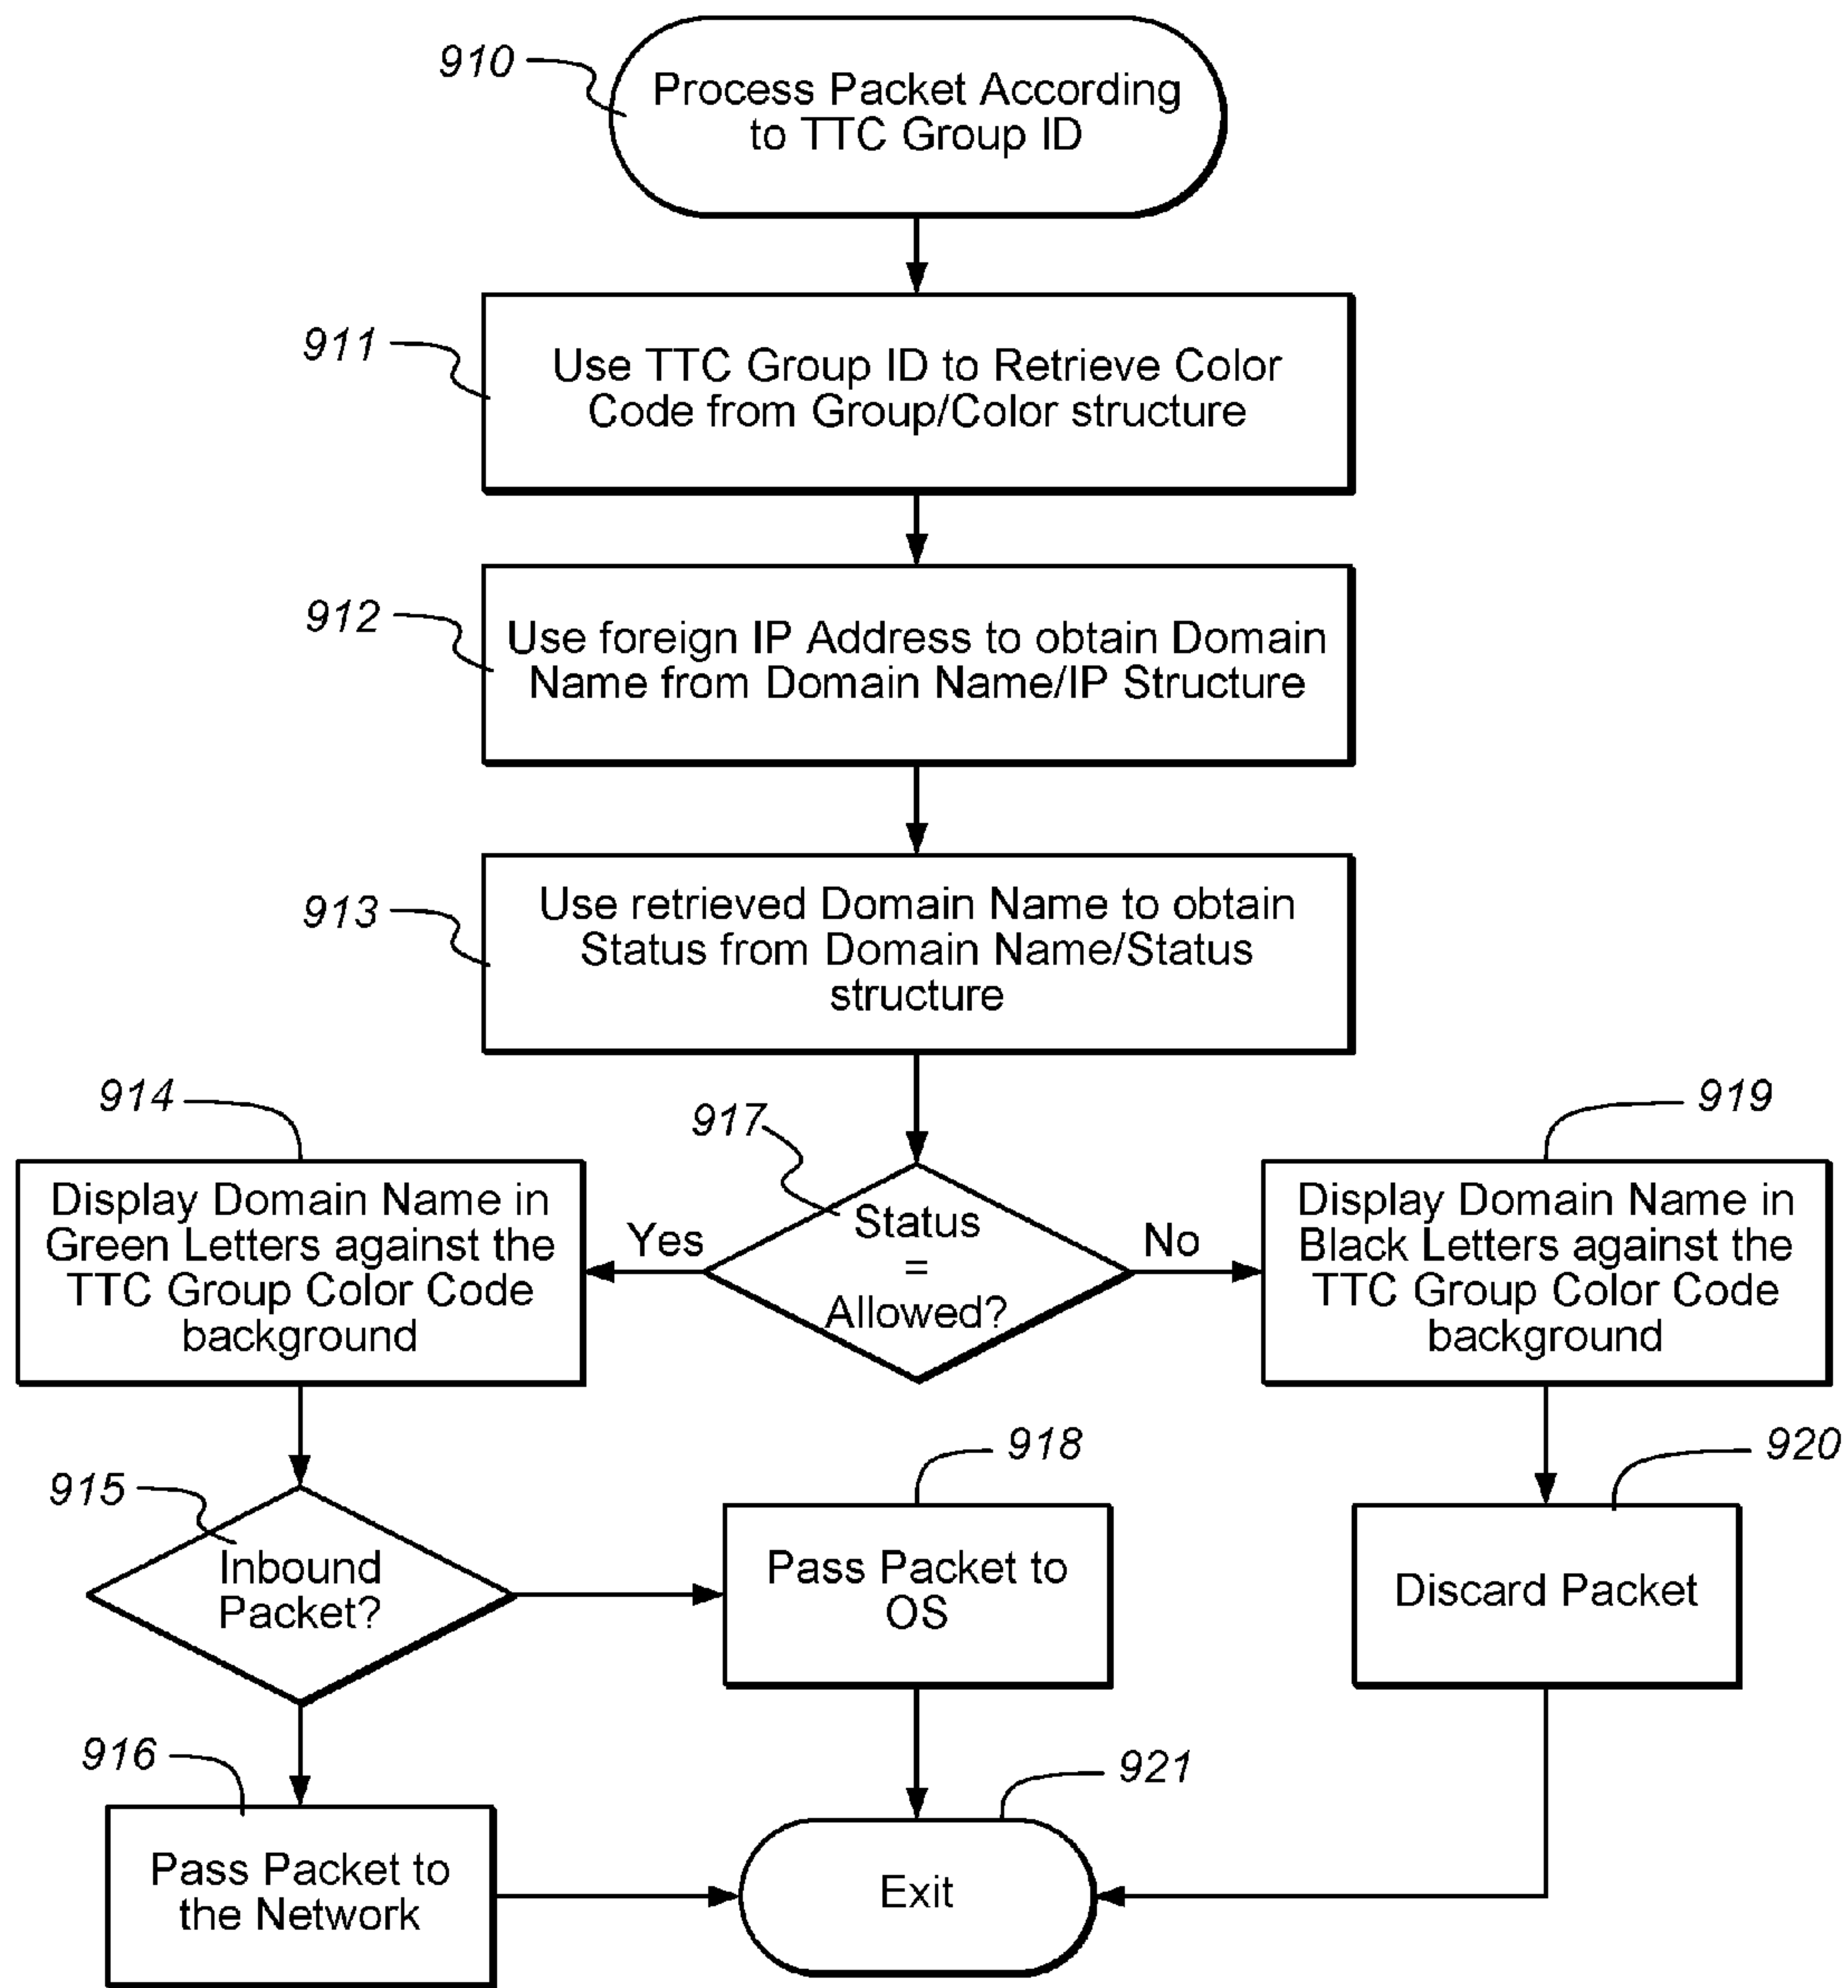 910
Process Packet According
to TTC Group ID
911
Use TTC Group ID to Retrieve Color
Code from Group/Color structure
912
Use foreign IP Address to obtain Domain
Name from Domain Name/IP Structure
913
Use retrieved Domain Name to obtain
Status from Domain Name/Status
structure
914
917
919
Display Domain Name in
Green Letters against the
TTC Group Color Code
background
Yes
Status
=
Allowed?
No
Display Domain Name in
Black Letters against the
TTC Group Color Code
background
915
Inbound
Packet?
918
Pass Packet to
OS
920
Discard Packet
916
Pass Packet to
the Network
921
Exit